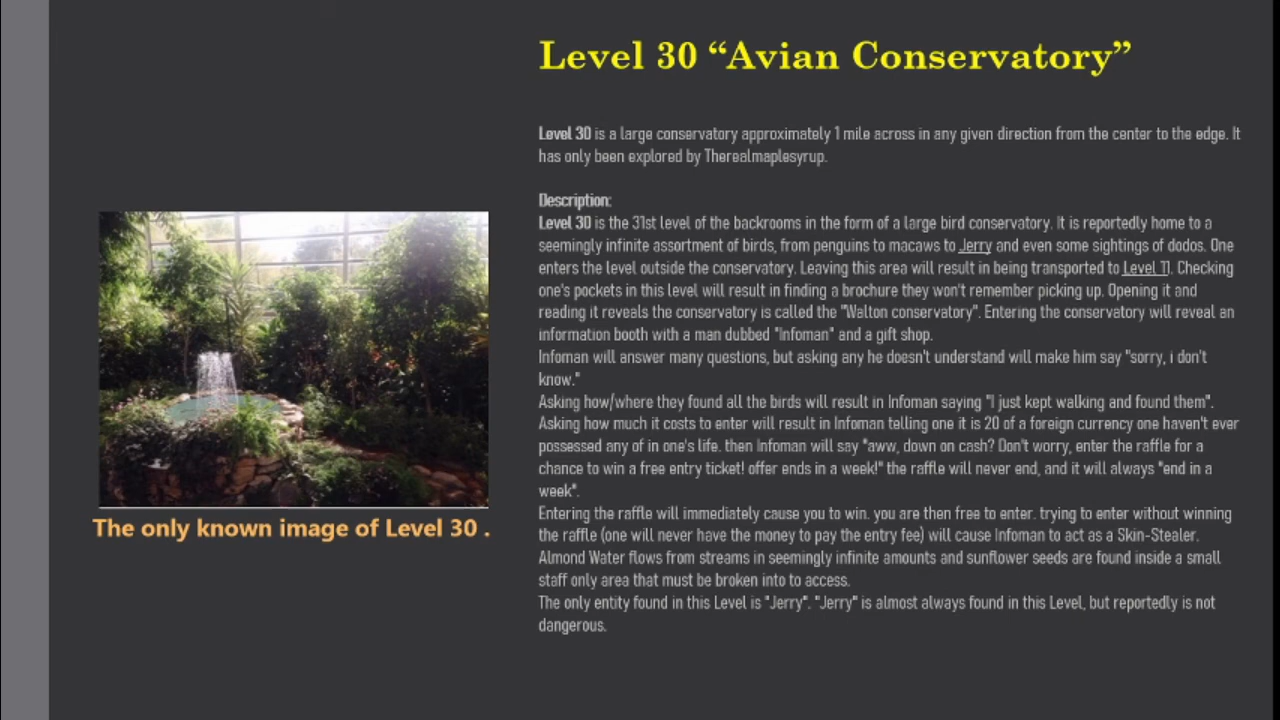 Level 30 “Avian Conservatory”
Level 30 is a large conservatory approximately 1 mile across in any given direction from the center to the edge. It
has only been explored by Therealmaplesyrup.
Description:
Level 30 is the 31st level of the backrooms in the form of a large bird conservatory. It is reportedly home to a
seemingly infinite assortment of birds, from penguins to macaws to Jerry and even some sightings of dodos. One
enters the level outside the conservatory. Leaving this area will result in being transported to Level 11. Checking
one's pockets in this level will result in finding a brochure they won't remember picking up. Opening it and
reading it reveals the conservatory is called the "Walton conservatory". Entering the conservatory will reveal an
information booth with a man dubbed "Infoman" and a gift shop.
Infoman will answer many questions, but asking any he doesn't understand will make him say "sorry, i don't
know."
Asking how/where they found all the birds will result in Infoman saying "I just kept walking and found them".
Asking how much it costs to enter will result in Infoman telling one it is 20 of a foreign currency one haven't ever
possessed any of in one's life. then Infoman will say "aww, down on cash? Don't worry, enter the raffle for a
chance to win a free entry ticket! offer ends in a week!" the raffle will never end, and it will always "end in a
week".
Entering the raffle will immediately cause you to win. you are then free to enter. trying to enter without winning
the raffle (one will never have the money to pay the entry fee) will cause Infoman to act as a Skin-Stealer.
Almond Water flows from streams in seemingly infinite amounts and sunflower seeds are found inside a small
staff only area that must be broken into to access.
The only entity found in this Level is "Jerry". "Jerry" is almost always found in this Level, but reportedly is not
dangerous.
The only known image of Level 30 .